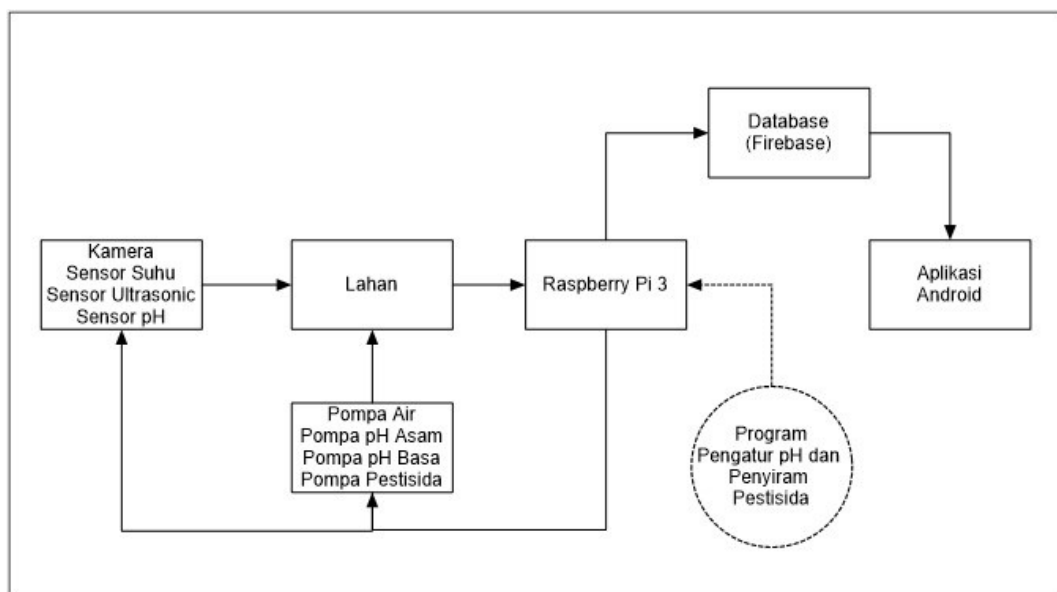 Database
(Firebase)
Kamera
Sensor Suhu
Sensor Ultrasonic
Sensor pH
Lahan
Raspberry Pi 3
Aplikasi
Android
Pompa Air
Pompa pH Asam
Pompa pH Basa
Pompa Pestisida
Program
Pengatur pH dan
Penyiram
Pestisida